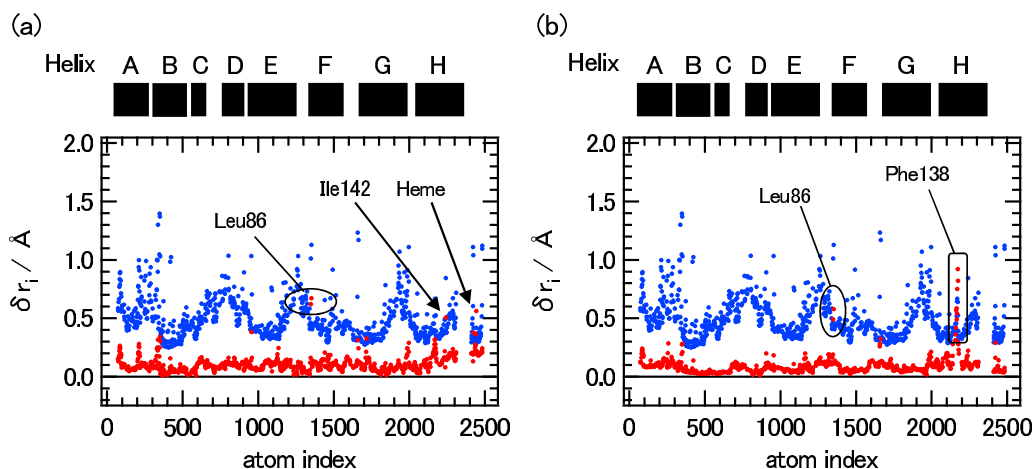 (a)
Helix A B C D E F G H
2.0
1.5
1.0
0.5
0.0
δr i / Å
Leu86
Ile142
Heme
0 500 1000 1500 2000 2500
atom index
(b)
Helix A B C D E F G H
2.0
1.5
1.0
0.5
0.0
δr i / Å
Leu86
Phe138
0 500 1000 1500 2000 2500
atom index